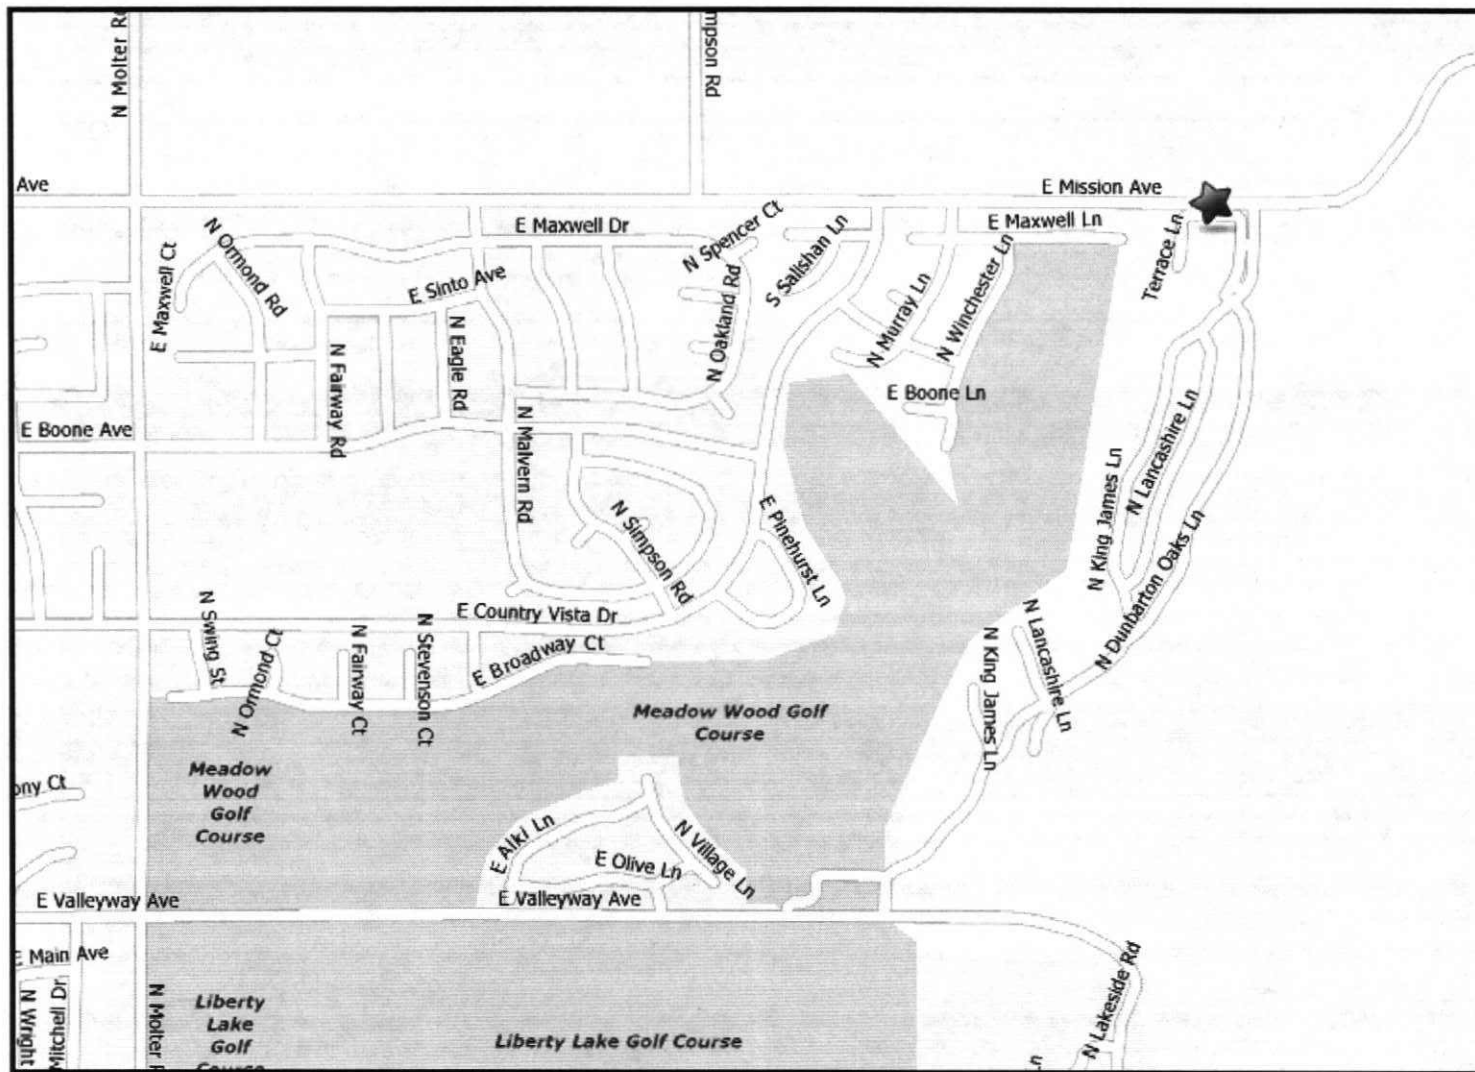 N Molter Rd
mpson Rd
Ave
E Mission Ave
E Maxwell Ct
N Ormond Rd
E Maxwell Dr
N Spencer Ct
S Salishan Ln
E Maxwell Ln
Terrace Ln
E Sinto Ave
N Oakland Rd
N Murray Ln
N Winchester Ln
N Fairway Rd
N Eagle Rd
E Boone Ln
E Boone Ave
N Malvern Rd
N Lancashire Ln
N King James Ln
N Simpson Rd
E Pinehurst Ln
N Dunbarton Oaks Ln
N Swing St
N Ormond Ct
N Fairway Ct
N Stevenson Ct
E Country Vista Dr
E Broadway Ct
N King James Ln
N Lancashire Ln
Meadow Wood Golf
Course
Meadow
Wood
Golf
Course
ony Ct
E Alki Ln
E Olive Ln
N Village Ln
E Valleyway Ave
E Valleyway Ave
E Main Ave
N Wright
Mitchell Dr
N Molter R
Liberty
Lake
Golf
Course
Liberty Lake Golf Course
N Lakeside Rd
Ln